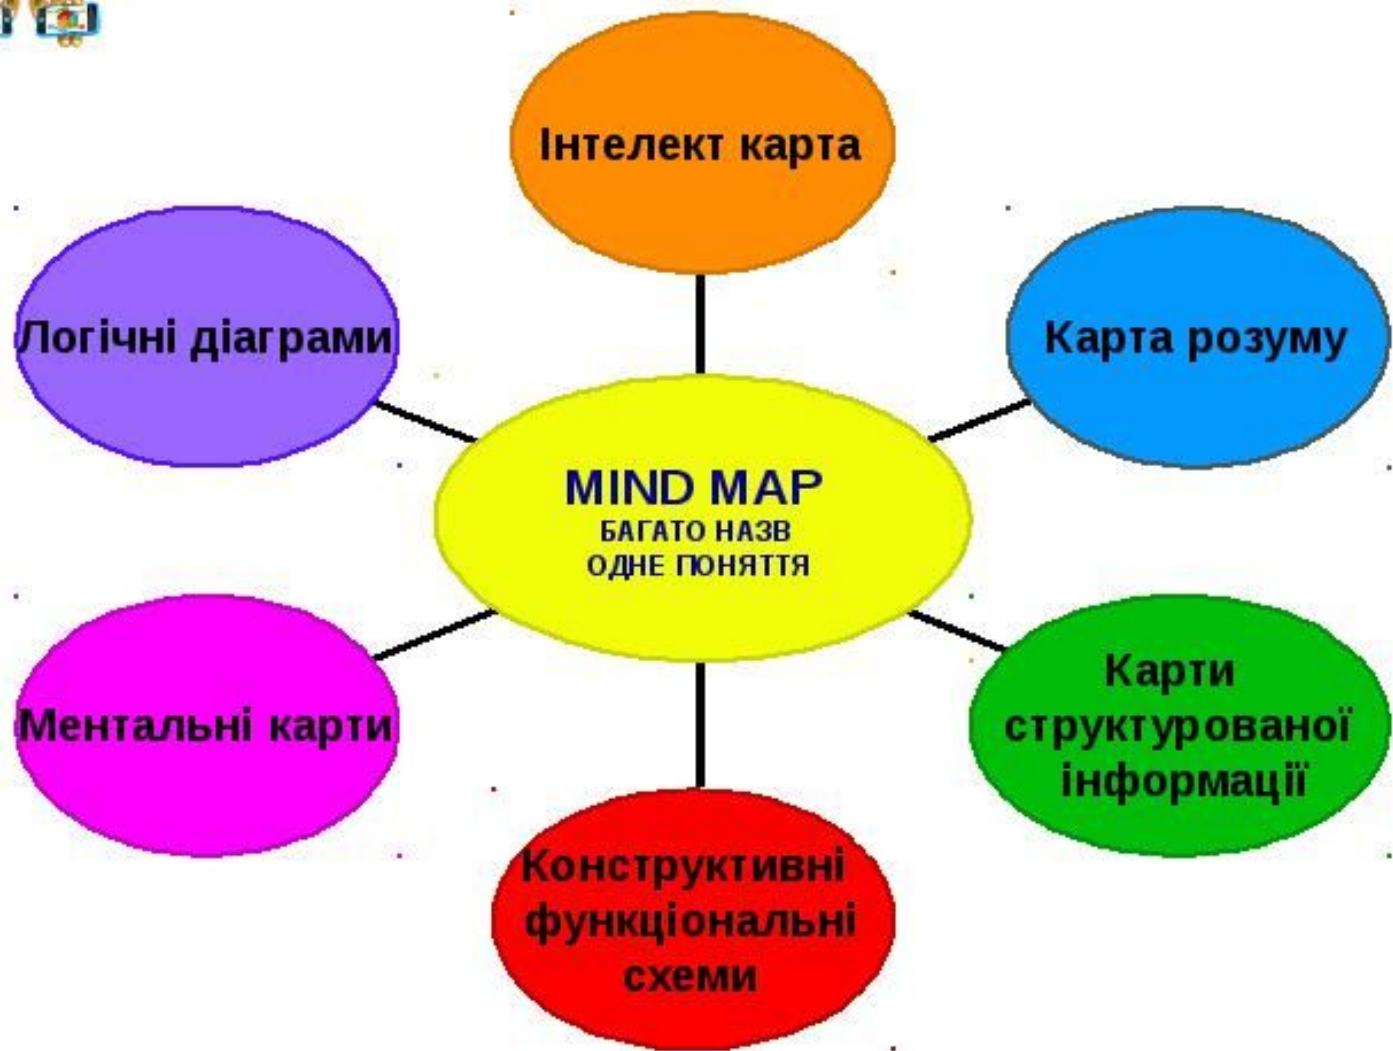 Інтелект карта
Логічні діаграми
Карта розуму
MIND MAP
БАГАТО НАЗВ
ОДНЕ ПОНЯТТЯ
Ментальні карти
Карти
структурованої
інформації
Конструктивні
функціональні
схеми